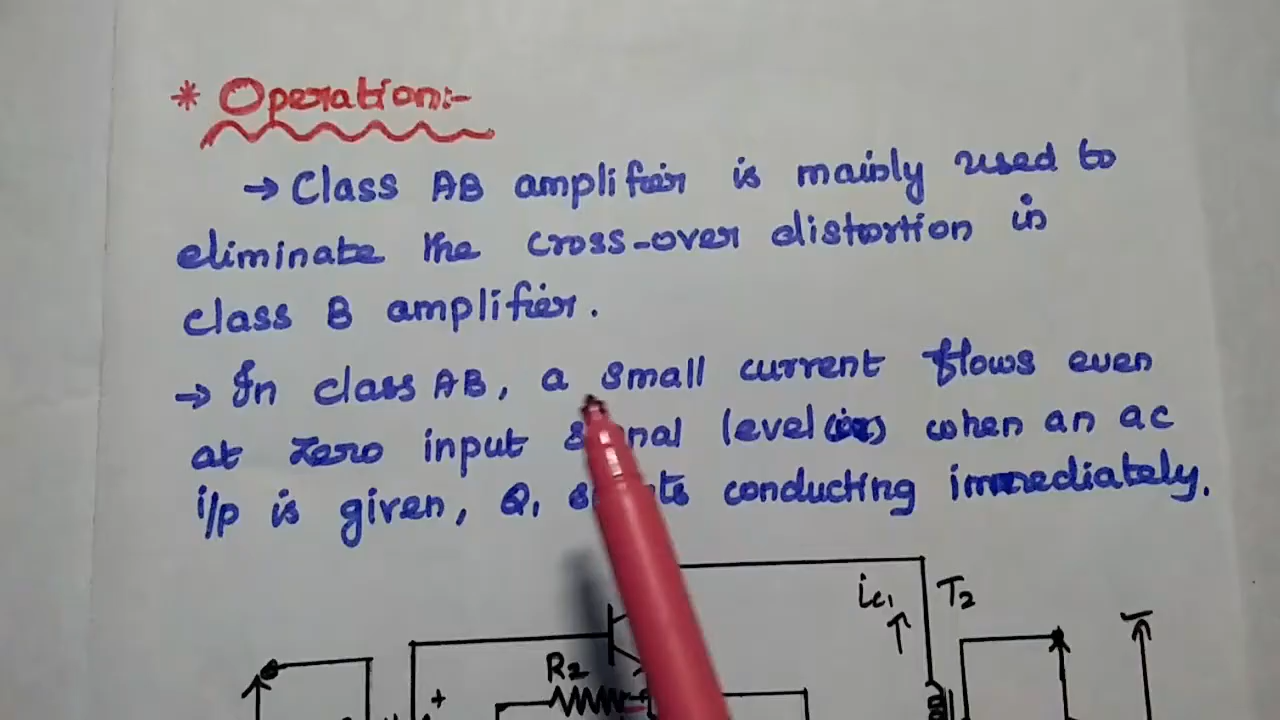 * Operation:-
→ Class AB amplifier is mainly used to
eliminate the cross-over distortion in
class B amplifier.
→ In class AB, a small current flows even
at zero input level when an ac
i/p is given, Q1 conducting immediately.
ic1
T2
R2
+